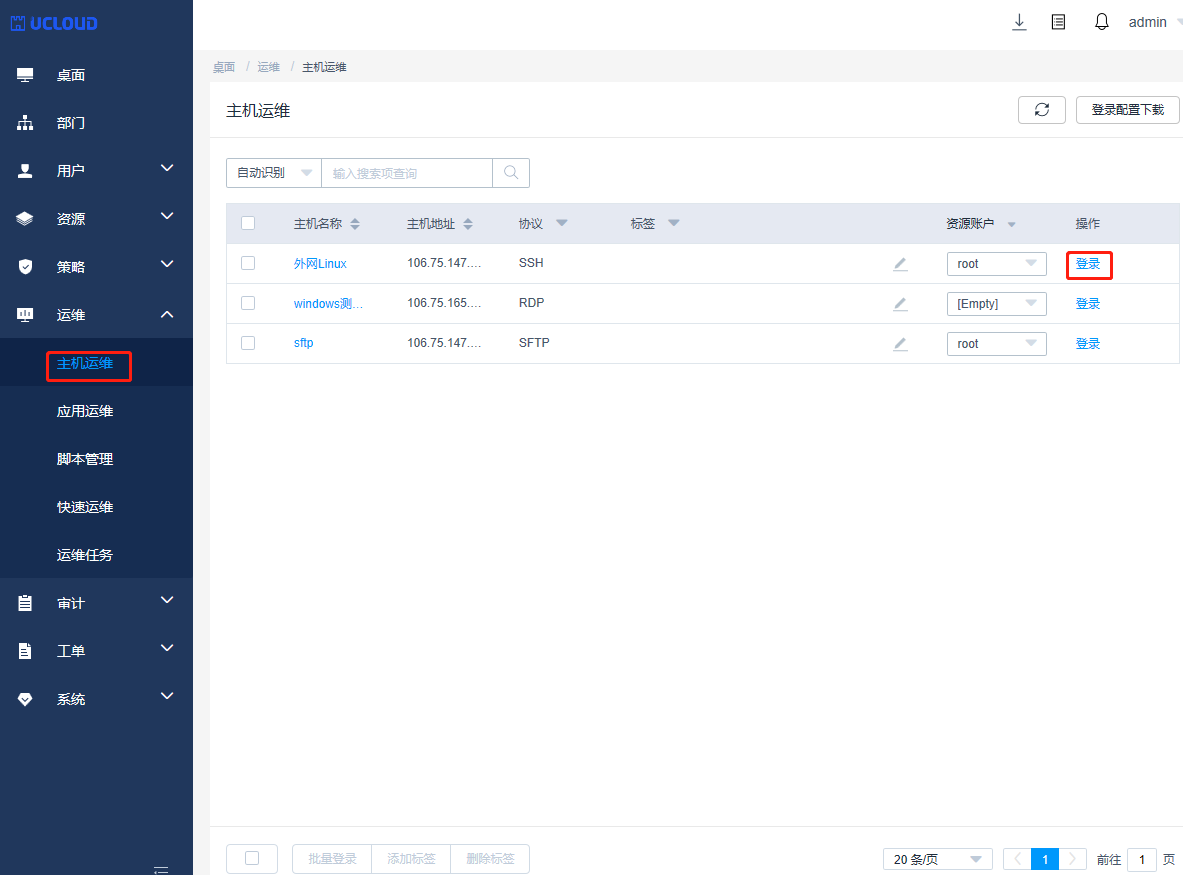 UCLOUD
admin
桌面
部门
用户
资源
策略
运维
主机运维
应用运维
脚本管理
快速运维
运维任务
审计
工单
系统
桌面 / 运维 / 主机运维
主机运维
登录配置下载
自动识别 输入搜索项查询
主机名称 主机地址 协议 标签 资源账户 操作
外网Linux 106.75.147.... SSH root 登录
windows测... 106.75.165.... RDP [Empty] 登录
sftp 106.75.147.... SFTP root 登录
批量登录 添加标签 删除标签 20 条/页 1 前往 1 页